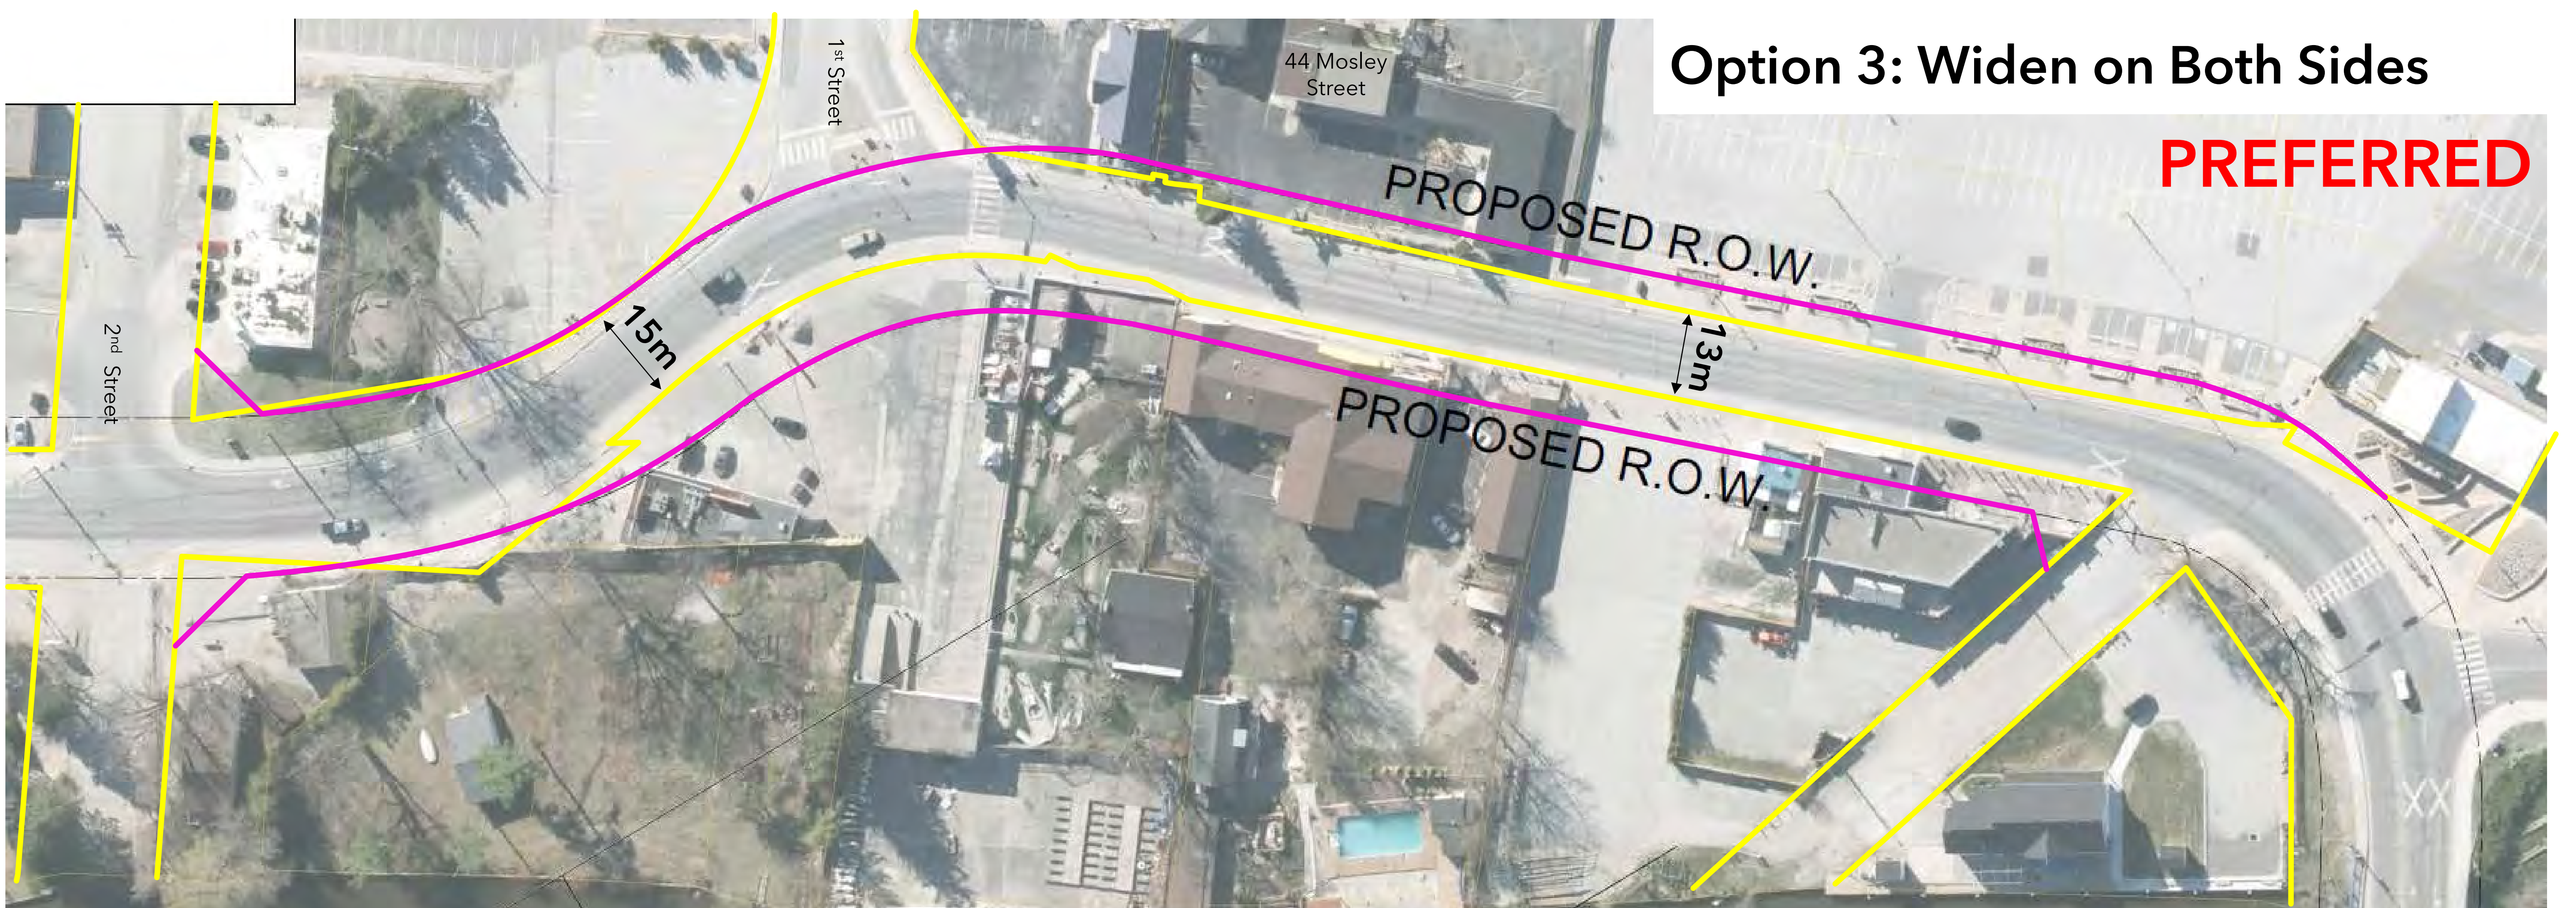 Option 3: Widen on Both Sides
PREFERRED
1st Street
44 Mosley
Street
PROPOSED R.O.W.
15m
13m
2nd Street
PROPOSED R.O.W.